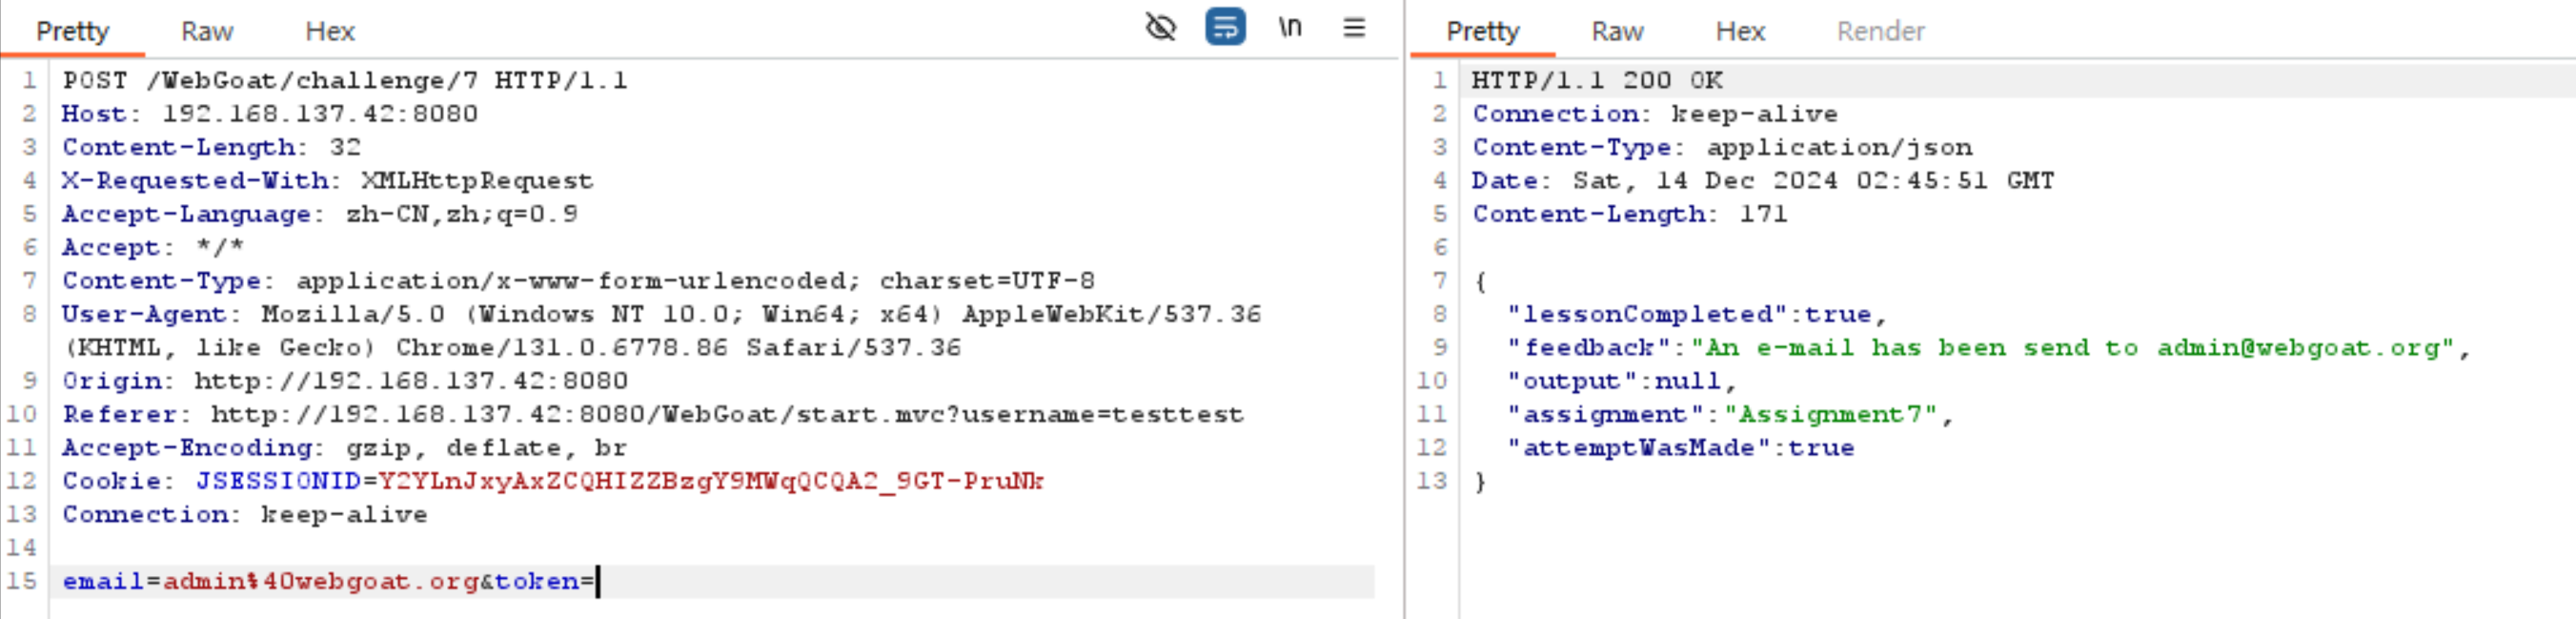 Pretty Raw Hex \n
1 POST /WebGoat/challenge/7 HTTP/1.1
2 Host: 192.168.137.42:8080
3 Content-Length: 32
4 X-Requested-With: XMLHttpRequest
5 Accept-Language: zh-CN,zh;q=0.9
6 Accept: */*
7 Content-Type: application/x-www-form-urlencoded; charset=UTF-8
8 User-Agent: Mozilla/5.0 (Windows NT 10.0; Win64; x64) AppleWebKit/537.36
(KHTML, like Gecko) Chrome/131.0.6778.86 Safari/537.36
9 Origin: http://192.168.137.42:8080
10 Referer: http://192.168.137.42:8080/WebGoat/start.mvc?username=testtest
11 Accept-Encoding: gzip, deflate, br
12 Cookie: JSESSIONID=Y2YLnJxyAxZCQHIZZBzgY9MWqQCQA2_9GT-PruNk
13 Connection: keep-alive
14
15 email=admin%40webgoat.org&token=
Pretty Raw Hex Render
1 HTTP/1.1 200 OK
2 Connection: keep-alive
3 Content-Type: application/json
4 Date: Sat, 14 Dec 2024 02:45:51 GMT
5 Content-Length: 171
6
7 {
8 "lessonCompleted":true,
9 "feedback":"An e-mail has been send to admin@webgoat.org",
10 "output":null,
11 "assignment":"Assignment7",
12 "attemptWasMade":true
13 }